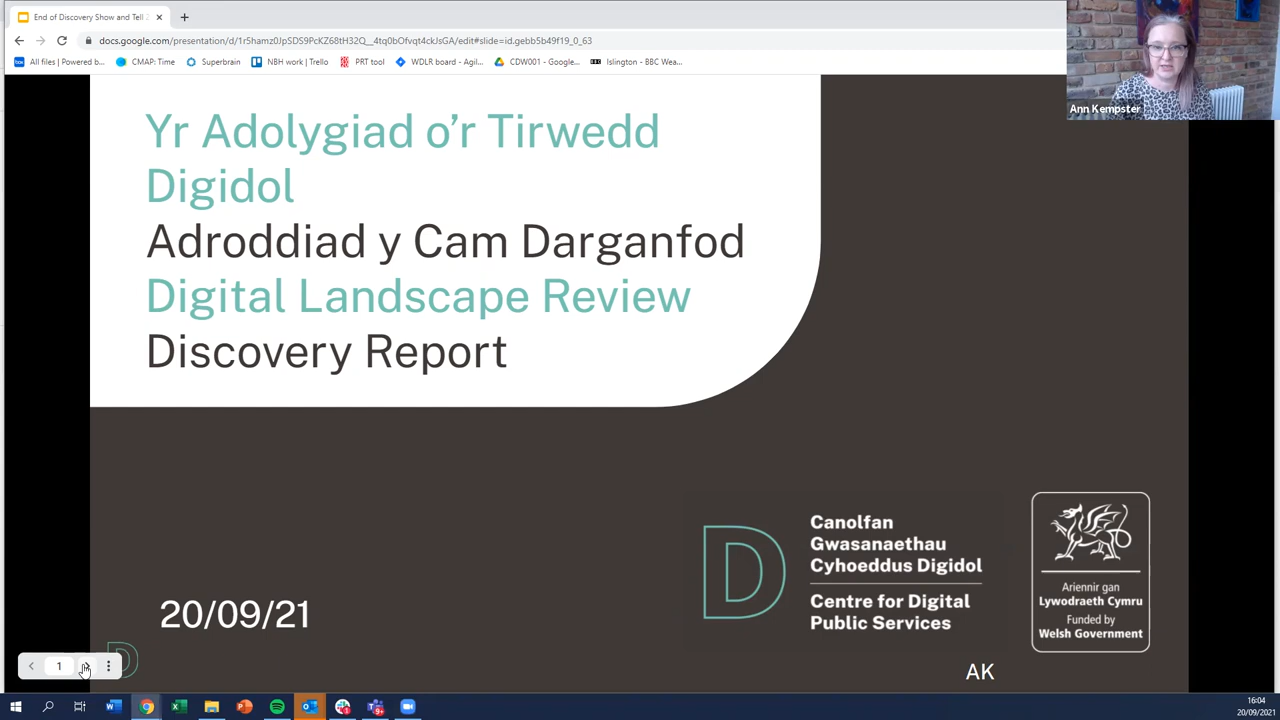 End of Discovery Show and Tell 2
docs.google.com/presentation/d/1r5hamz0JpSDS9PcKZ68tH32Q__4tq0bOfvqt4ckJsGA/edit#slide=id.gebb5b49f19_0_63
All files | Powered b... CMAP: Time Superbrain NBH work | Trello PRT tool WDLR board - Agil... CDW001 - Google... Islington - BBC Wea...
Ann Kempster
Yr Adolygiad o'r Tirwedd
Digidol
Adroddiad y Cam Darganfod
Digital Landscape Review
Discovery Report
D
Canolfan
Gwasanaethau
Cyhoeddus Digidol
Centre for Digital
Public Services
Ariennir gan
Lywodraeth Cymru
Funded by
Welsh Government
20/09/21
1
AK
16:04
20/09/2021